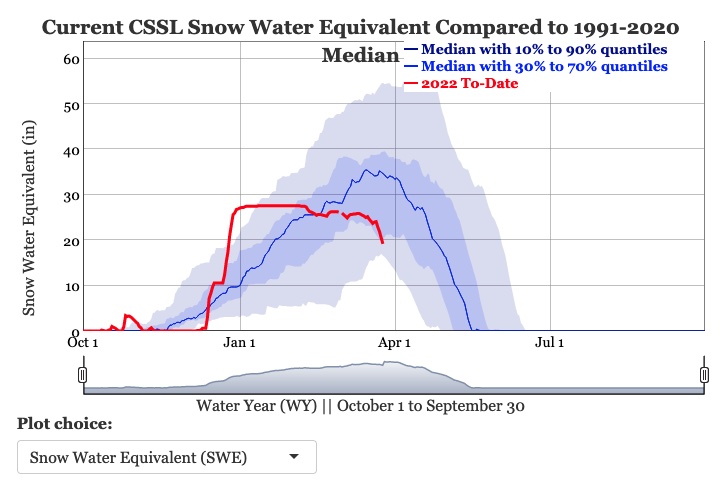 Current CSSL Snow Water Equivalent Compared to 1991-2020
Median
Median with 10% to 90% quantiles
Median with 30% to 70% quantiles
2022 To-Date
Snow Water Equivalent (in)
60
50
40
30
20
10
0
Oct 1
Jan 1
Apr 1
Jul 1
Water Year (WY) || October 1 to September 30
Plot choice:
Snow Water Equivalent (SWE)